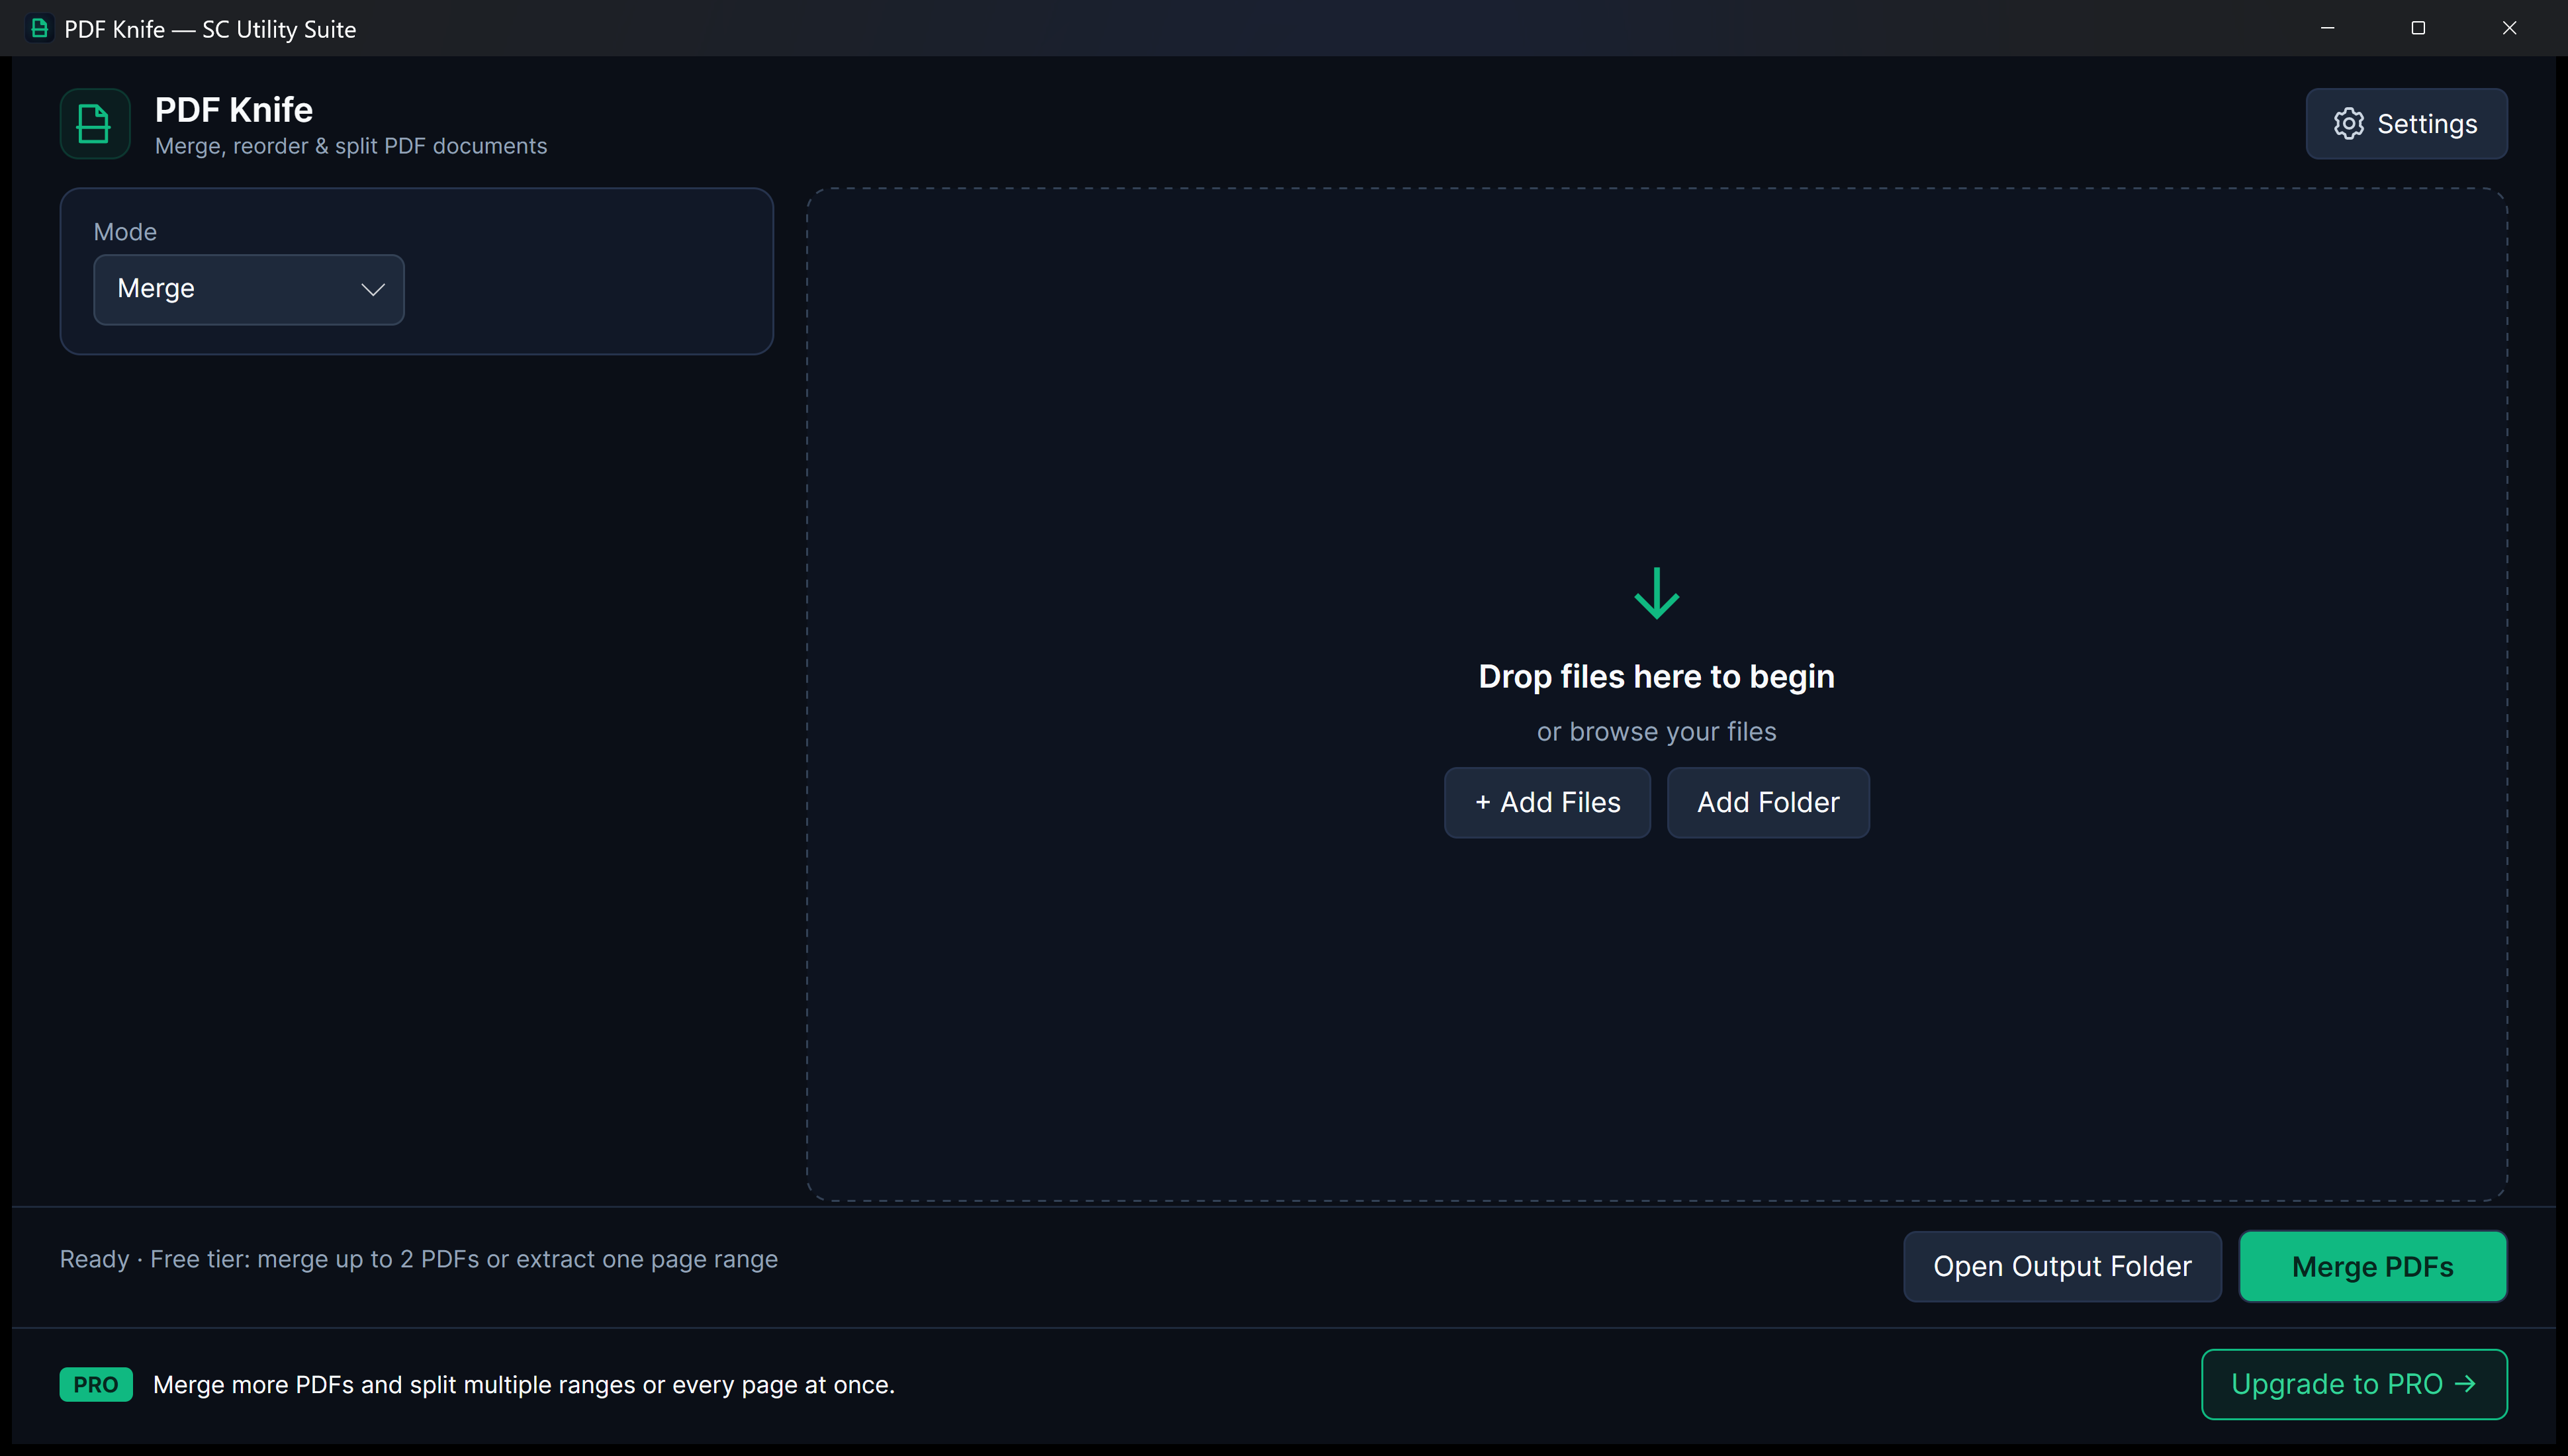 PDF Knife — SC Utility Suite
PDF Knife
Merge, reorder & split PDF documents
Settings
Mode
Merge
Drop files here to begin
or browse your files
+ Add Files
Add Folder
Ready · Free tier: merge up to 2 PDFs or extract one page range
Open Output Folder
Merge PDFs
PRO
Merge more PDFs and split multiple ranges or every page at once.
Upgrade to PRO →